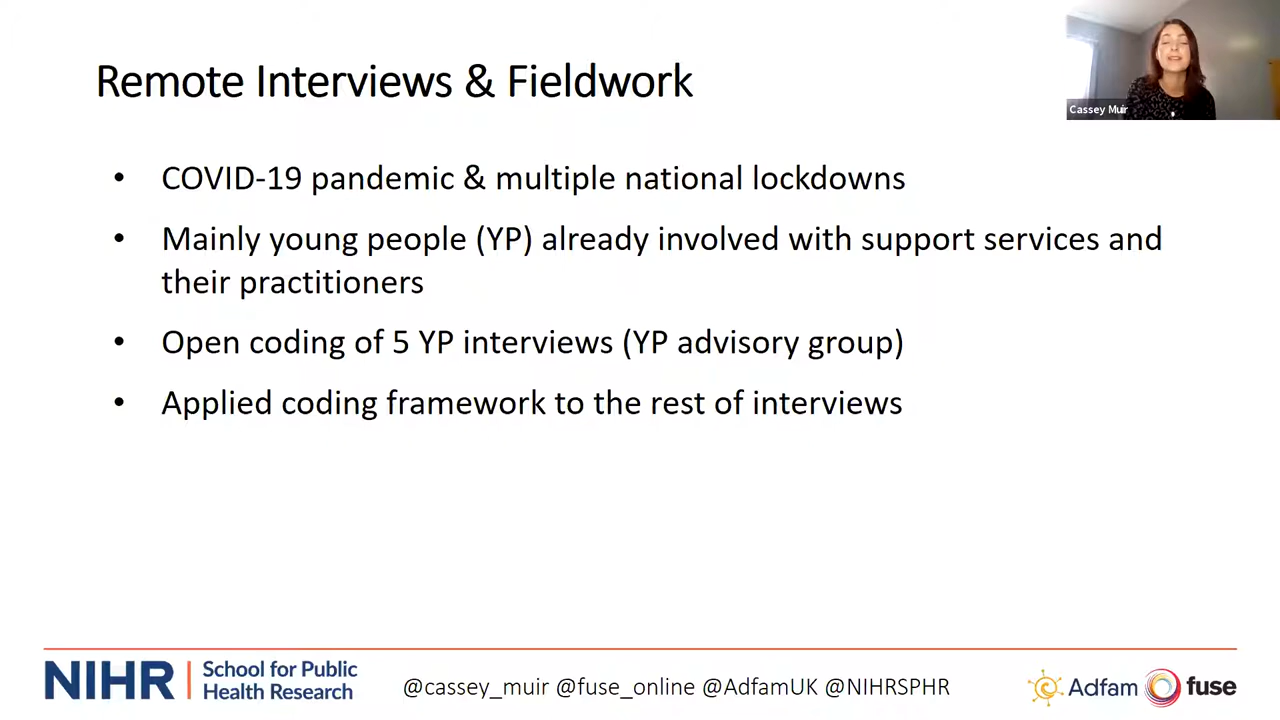 Remote Interviews & Fieldwork
Cassey Muir
• COVID-19 pandemic & multiple national lockdowns
• Mainly young people (YP) already involved with support services and
their practitioners
• Open coding of 5 YP interviews (YP advisory group)
• Applied coding framework to the rest of interviews
NIHR | School for Public
Health Research
@cassey_muir @fuse_online @AdfamUK @NIHRSPHR
Adfam
fuse